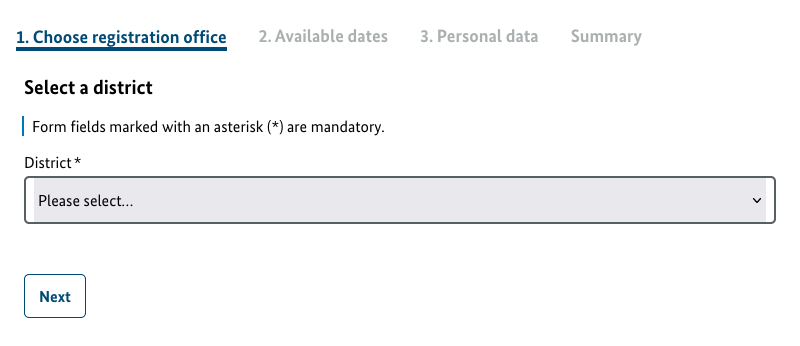 1. Choose registration office 2. Available dates 3. Personal data Summary
Select a district
Form fields marked with an asterisk (*) are mandatory.
District *
Please select...
Next